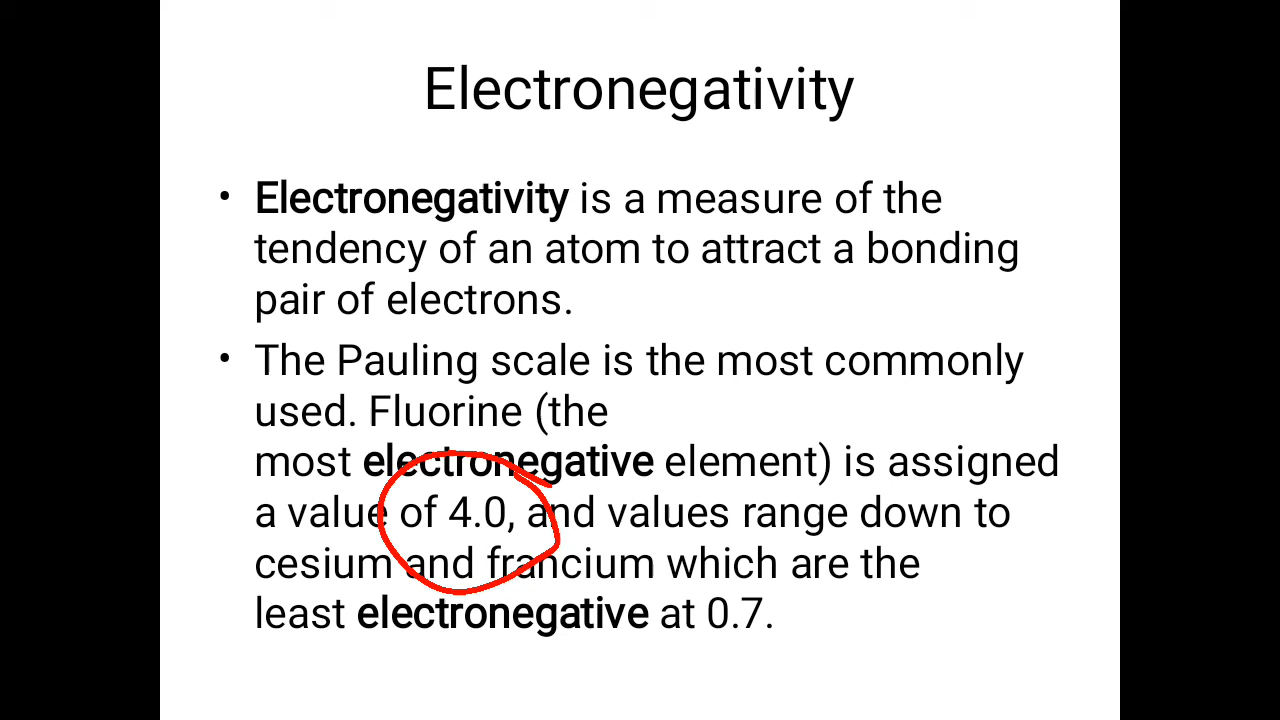 Electronegativity
• Electronegativity is a measure of the
tendency of an atom to attract a bonding
pair of electrons.
• The Pauling scale is the most commonly
used. Fluorine (the
most electronegative element) is assigned
a value of 4.0, and values range down to
cesium and francium which are the
least electronegative at 0.7.